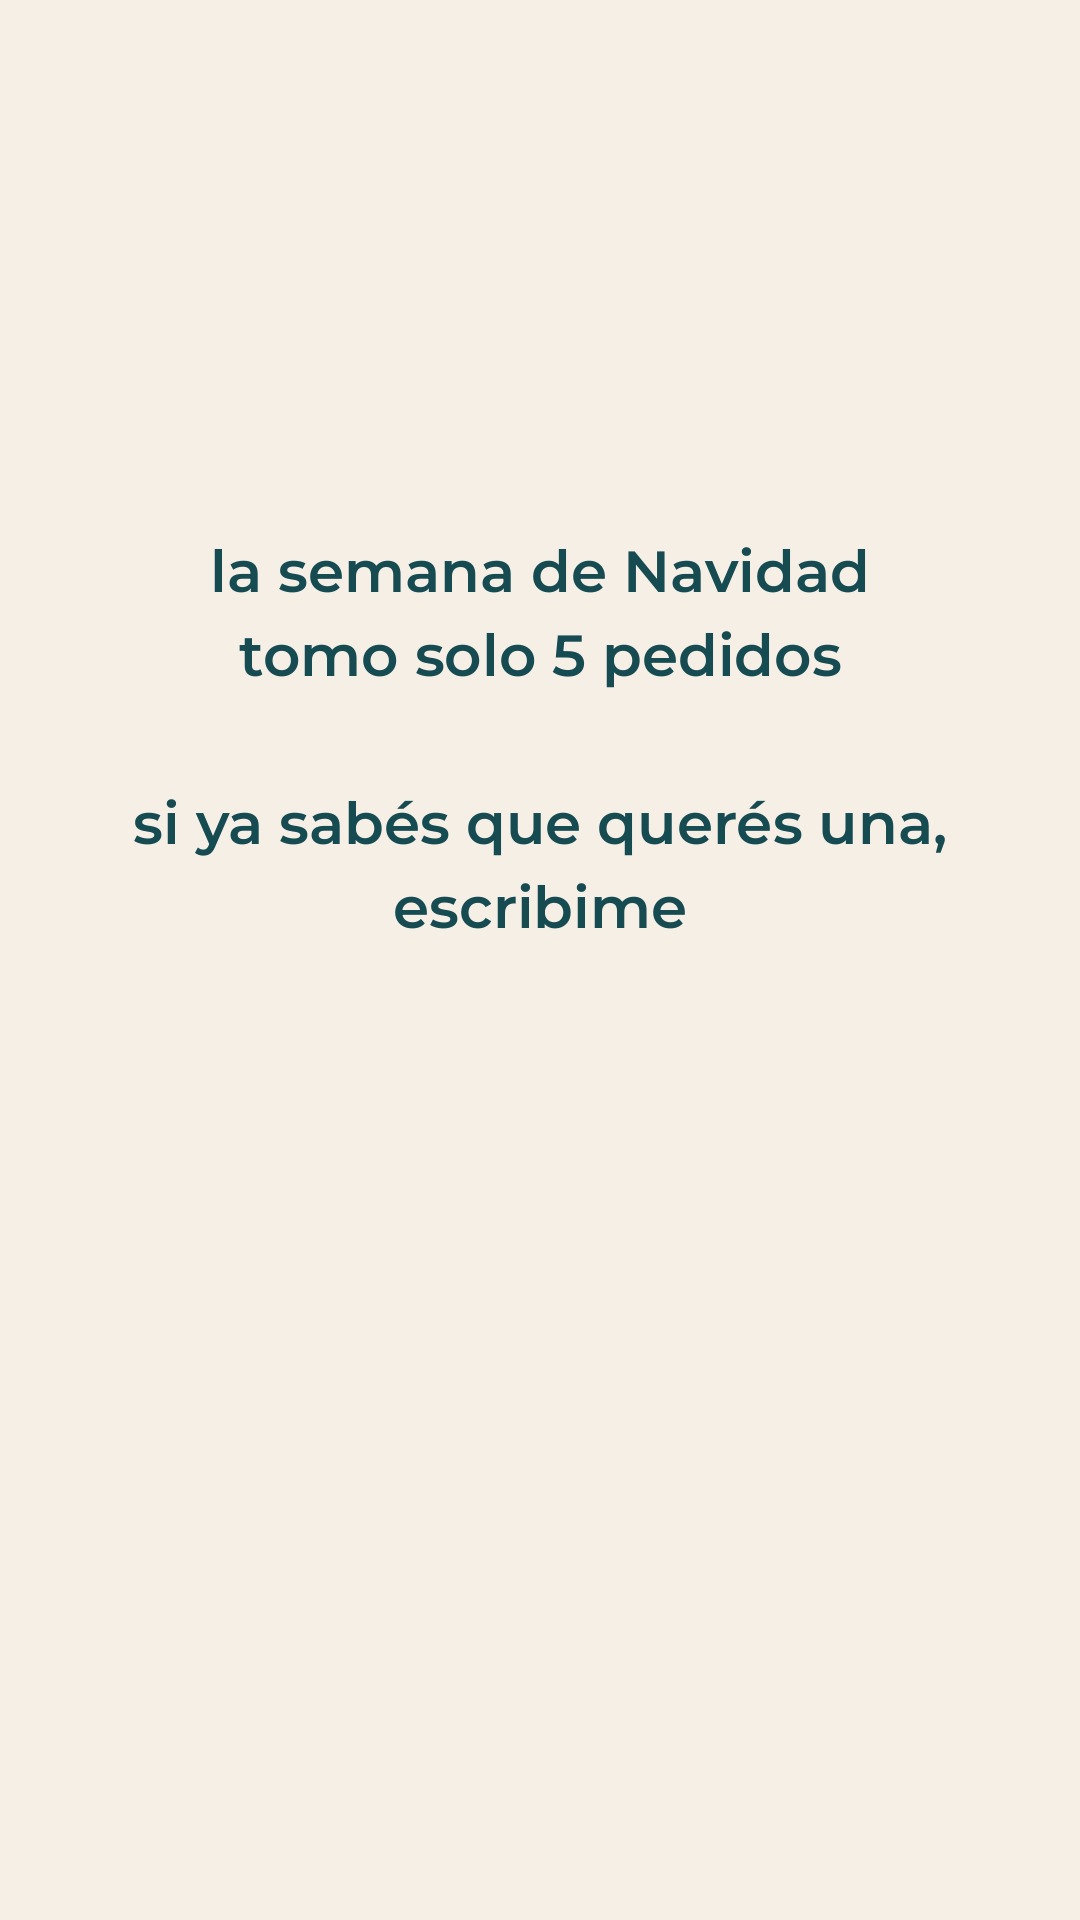 la semana de Navidad
tomo solo 5 pedidos
si ya sabés que querés una,
escribime